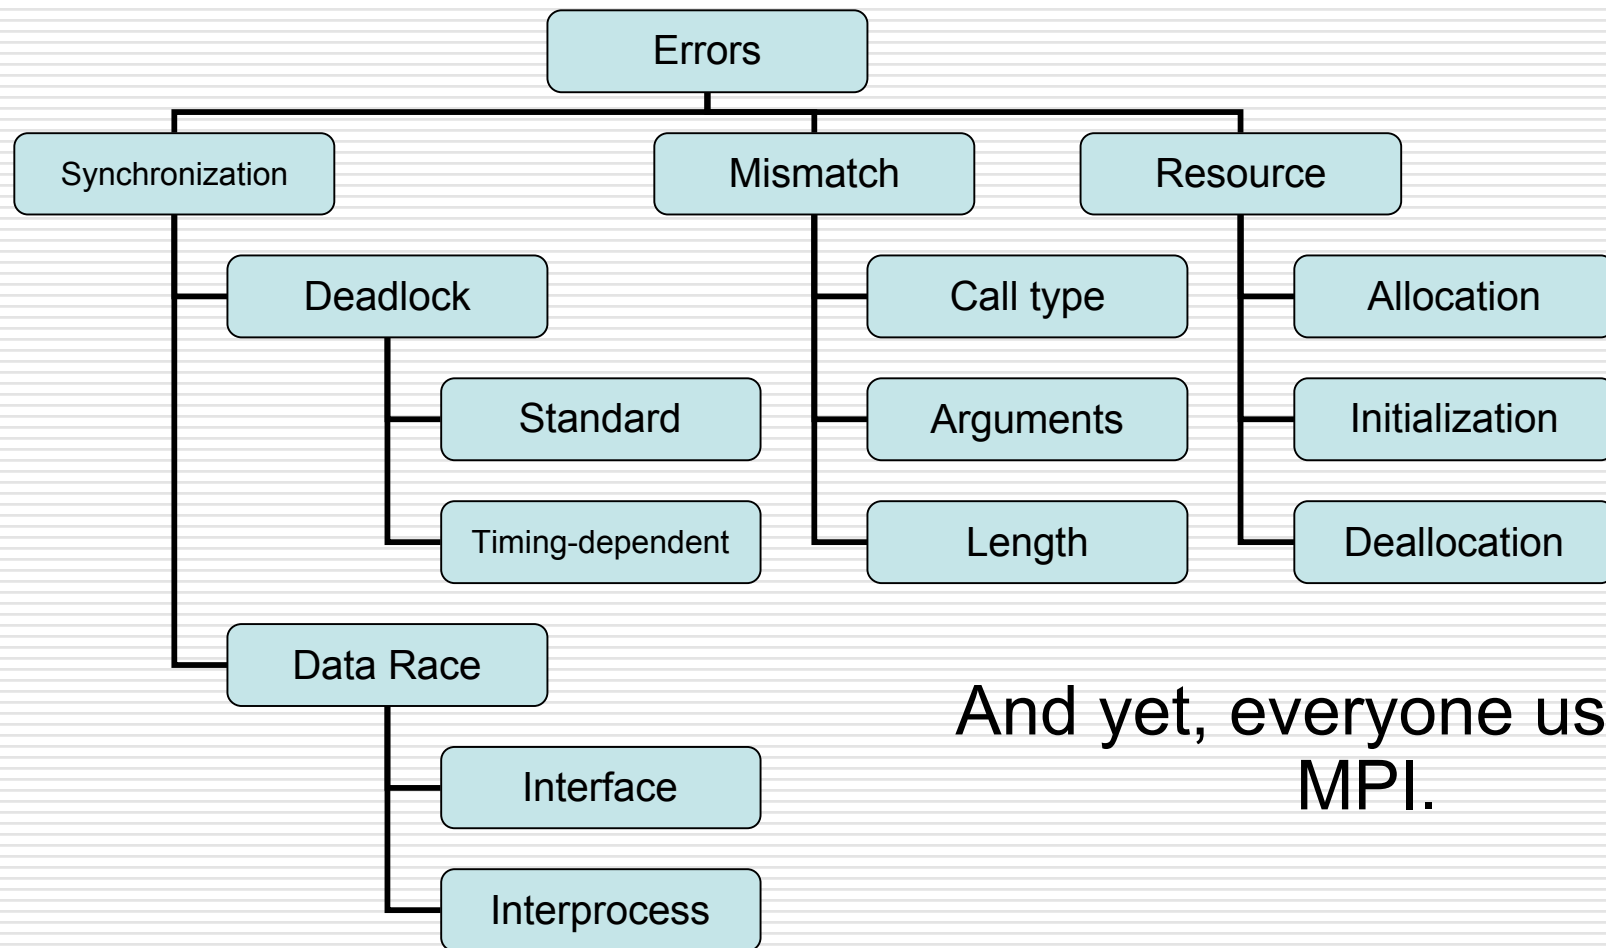 Errors
Synchronization
Mismatch
Resource
Deadlock
Call type
Allocation
Standard
Arguments
Initialization
Timing-dependent
Length
Deallocation
Data Race
And yet, everyone us
MPI.
Interface
Interprocess